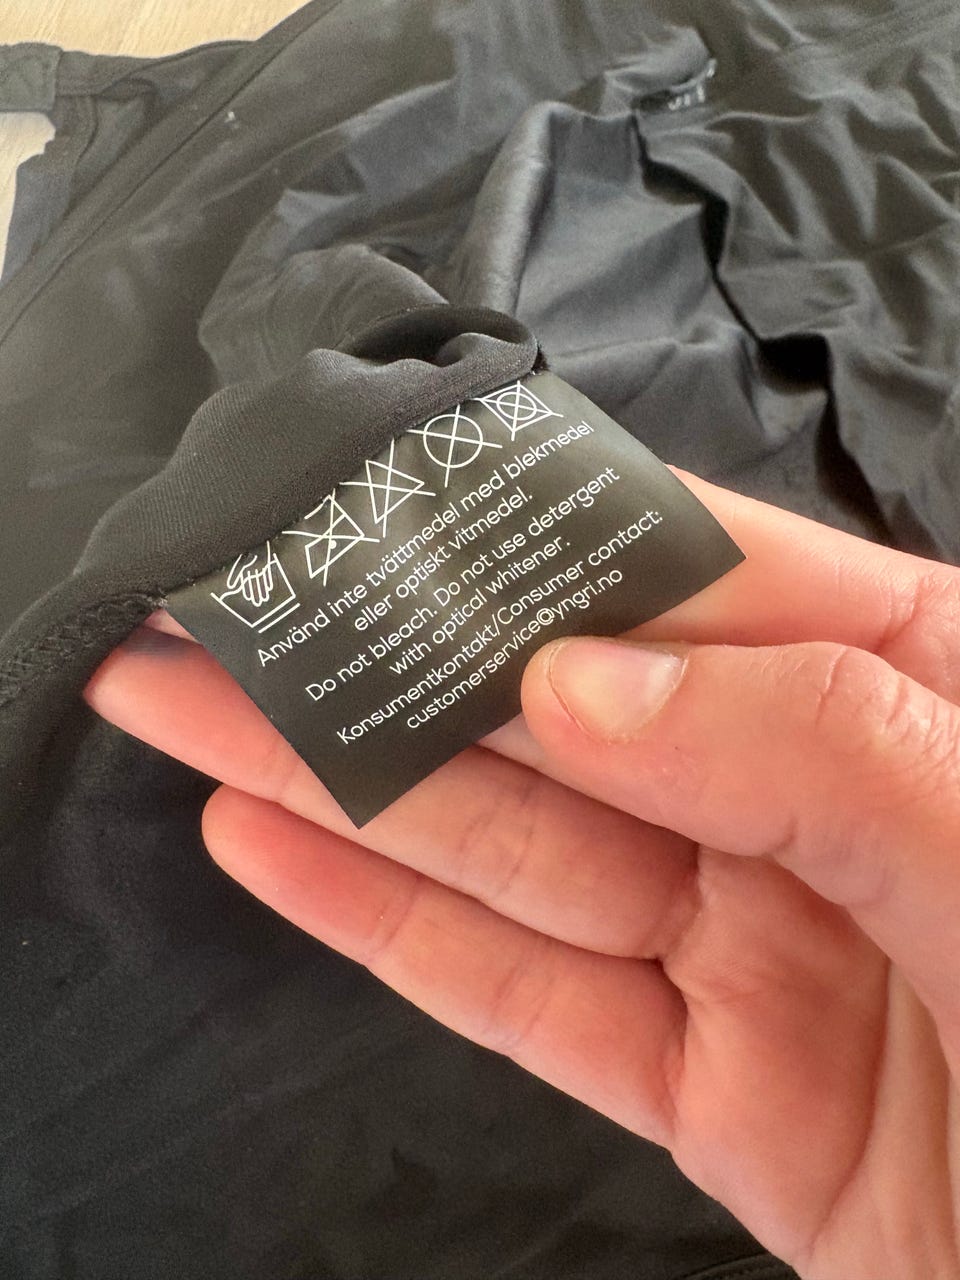 Använd inte tvättmedel med blekmedel
eller optiskt vitmedel.
Do not bleach. Do not use detergent
with optical whitener.
Konsumentkontakt/Consumer contact:
customerservice@yngri.no